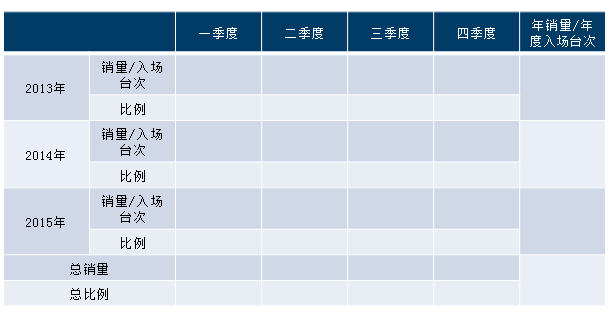 一季度 二季度 三季度 四季度 年销量/年
度入场台次
2013年 销量/入场
台次
比例
2014年 销量/入场
台次
比例
2015年 销量/入场
台次
比例
总销量
总比例